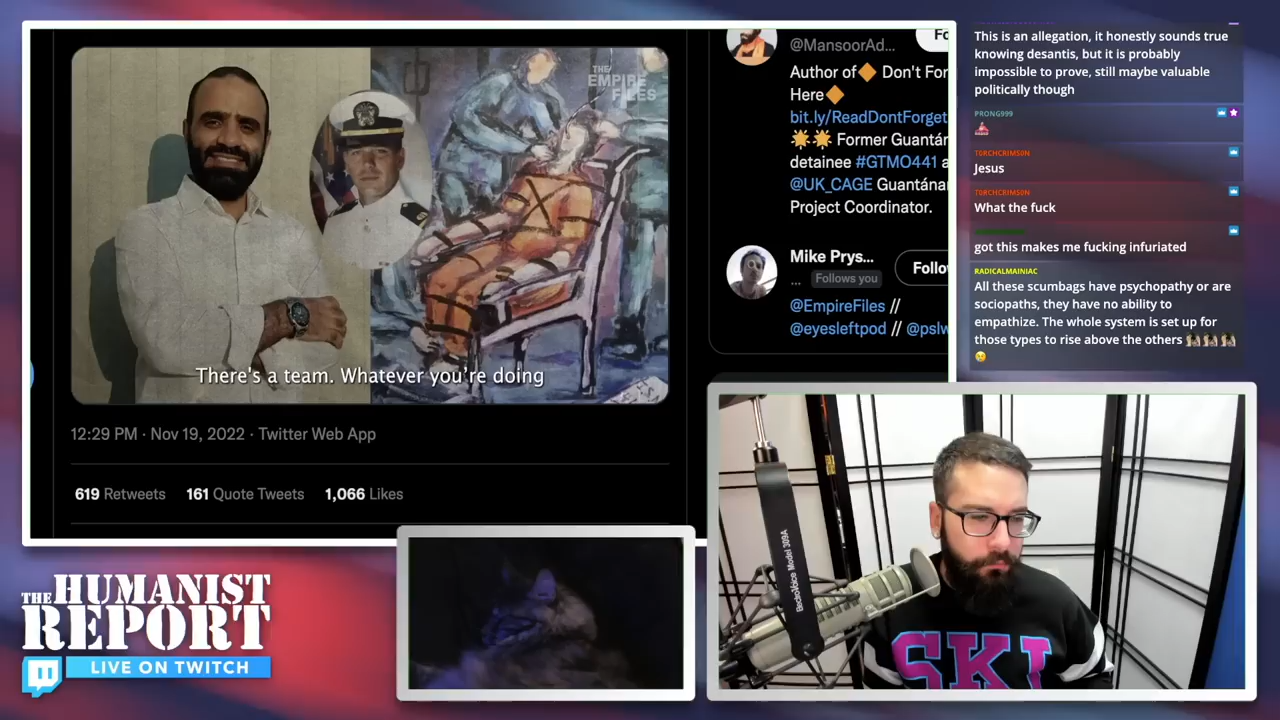 THE
EMPIRE
FILES
There's a team. Whatever you're doing
12:29 PM · Nov 19, 2022 · Twitter Web App
619 Retweets 161 Quote Tweets 1,066 Likes
@MansoorAd...
Fo
Author of🔶 Don't For
Here🔶
bit.ly/ReadDontForget
🌟🌟 Former Guantán
detainee #GTMO441 a
@UK_CAGE Guantána
Project Coordinator.
Mike Prys...
... Follows you
Follo
@EmpireFiles //
@eyesleftpod // @pslw
This is an allegation, it honestly sounds true
knowing desantis, but it is probably
impossible to prove, still maybe valuable
politically though
PRONG999
T0RCHCRIMS0N
Jesus
T0RCHCRIMS0N
What the fuck
got this makes me fucking infuriated
RADICALMAINIAC
All these scumbags have psychopathy or are
sociopaths, they have no ability to
empathize. The whole system is set up for
those types to rise above the others
THE HUMANIST
REPORT
LIVE ON TWITCH
ElectroVoice Model 309A
SKI